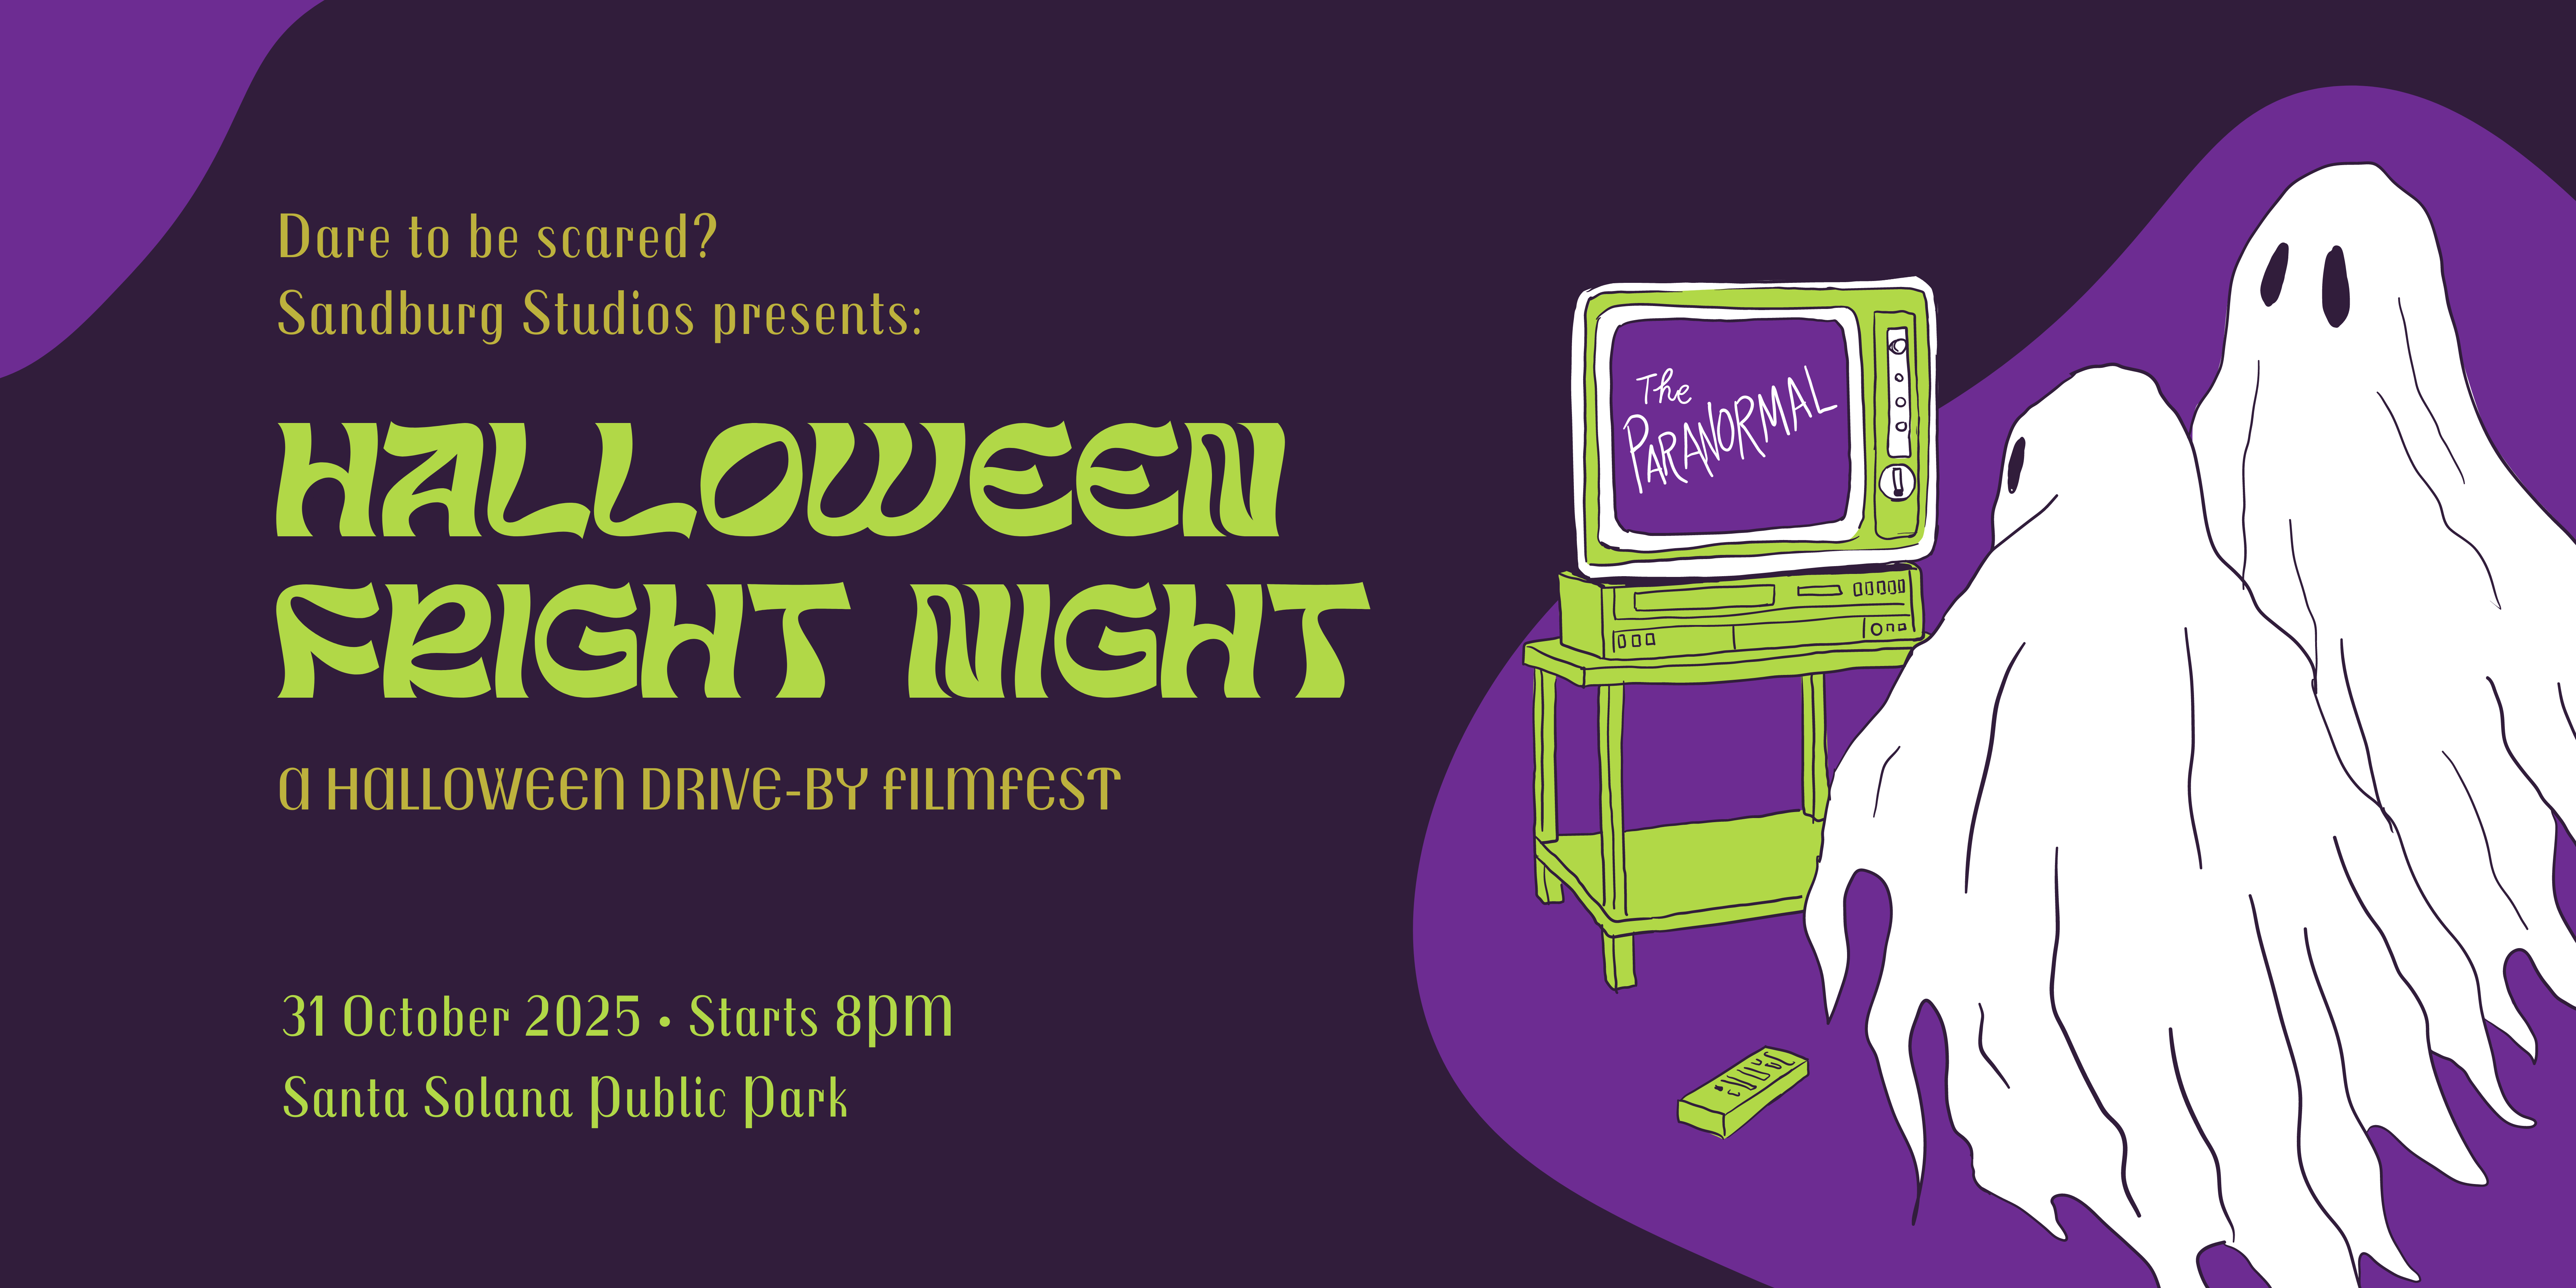 Dare to be scared?
Sandburg Studios presents:
HALLOWEEN
FRIGHT NIGHT
a HaLLOWEEn DRIVE-BY fILmfEST
31 October 2025 • Starts 8pm
Santa Solana Public Park
The
PARANORMAL